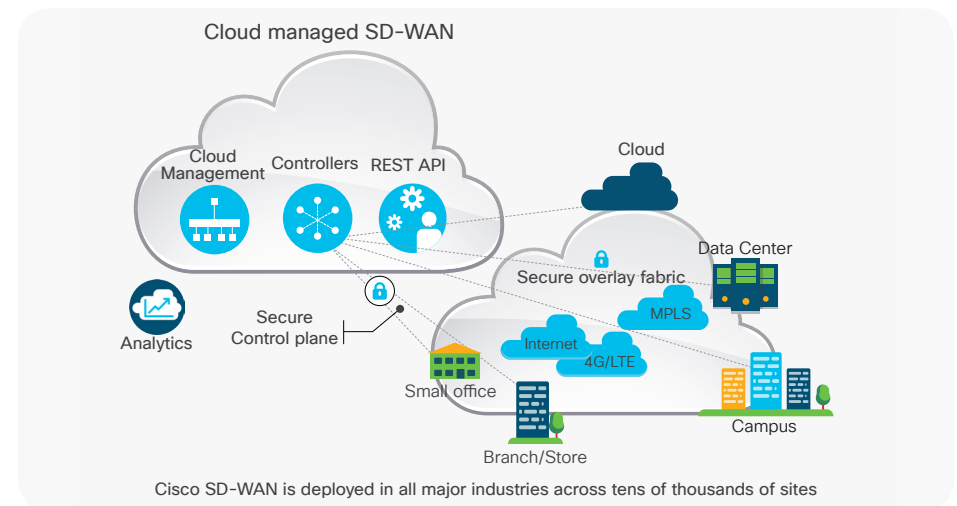 Cloud managed SD-WAN
Cloud
Management
Controllers
REST API
Cloud
Data Center
Secure overlay fabric
MPLS
Internet
4G/LTE
Analytics
Secure
Control plane
Small office
Branch/Store
Campus
Cisco SD-WAN is deployed in all major industries across tens of thousands of sites